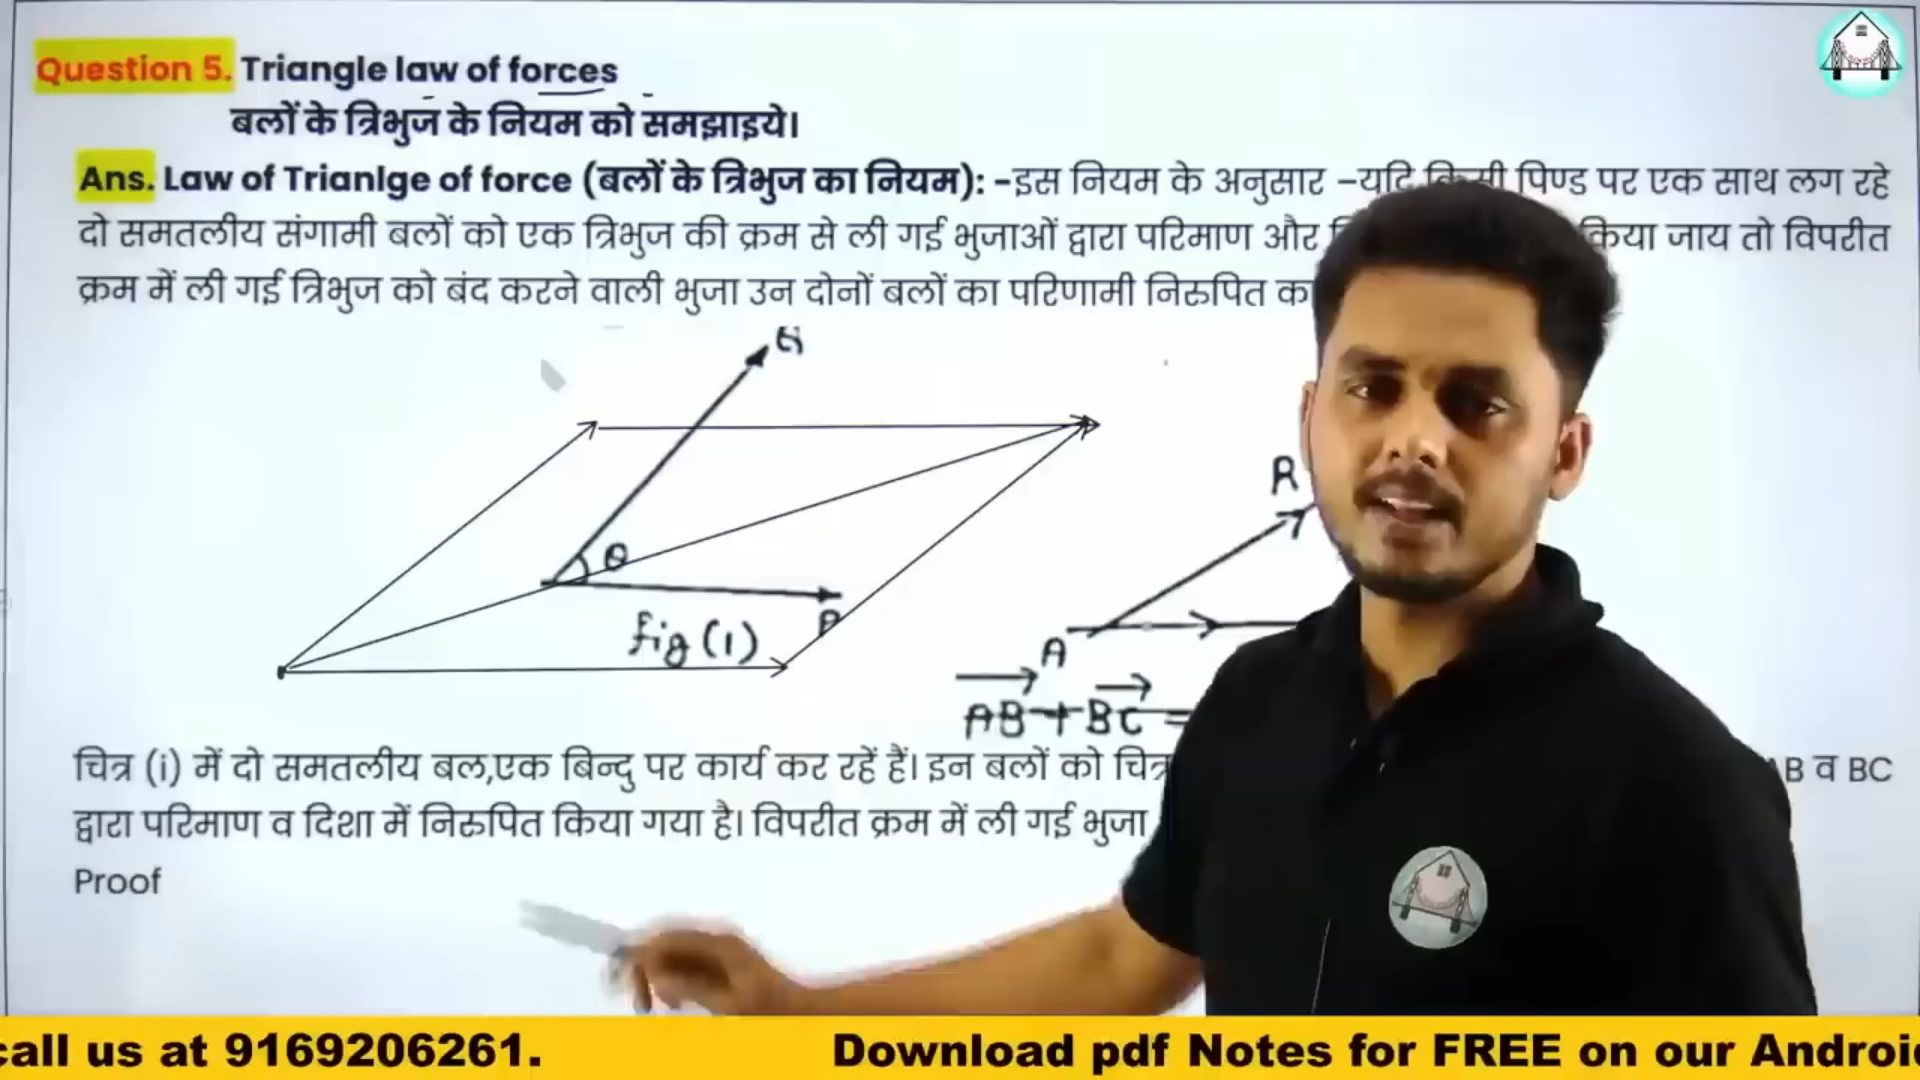 Question 5. Triangle law of forces
बलों के त्रिभुज के नियम को समझाइये।
Ans. Law of Trianlge of force (बलों के त्रिभुज का नियम): -इस नियम के अनुसार –यदि पिण्ड पर एक साथ लग रहे
दो समतलीय संगामी बलों को एक त्रिभुज की क्रम से ली गई भुजाओं द्वारा परिमाण और किया जाय तो विपरीत
क्रम में ली गई त्रिभुज को बंद करने वाली भुजा उन दोनों बलों का परिणामी निरुपित
θ
P
fig (1)
R
A
AB + BC =
चित्र (i) में दो समतलीय बल,एक बिन्दु पर कार्य कर रहें हैं। इन बलों को चित्र B व BC
द्वारा परिमाण व दिशा में निरुपित किया गया है। विपरीत क्रम में ली गई भुजा
Proof
call us at 9169206261. Download pdf Notes for FREE on our